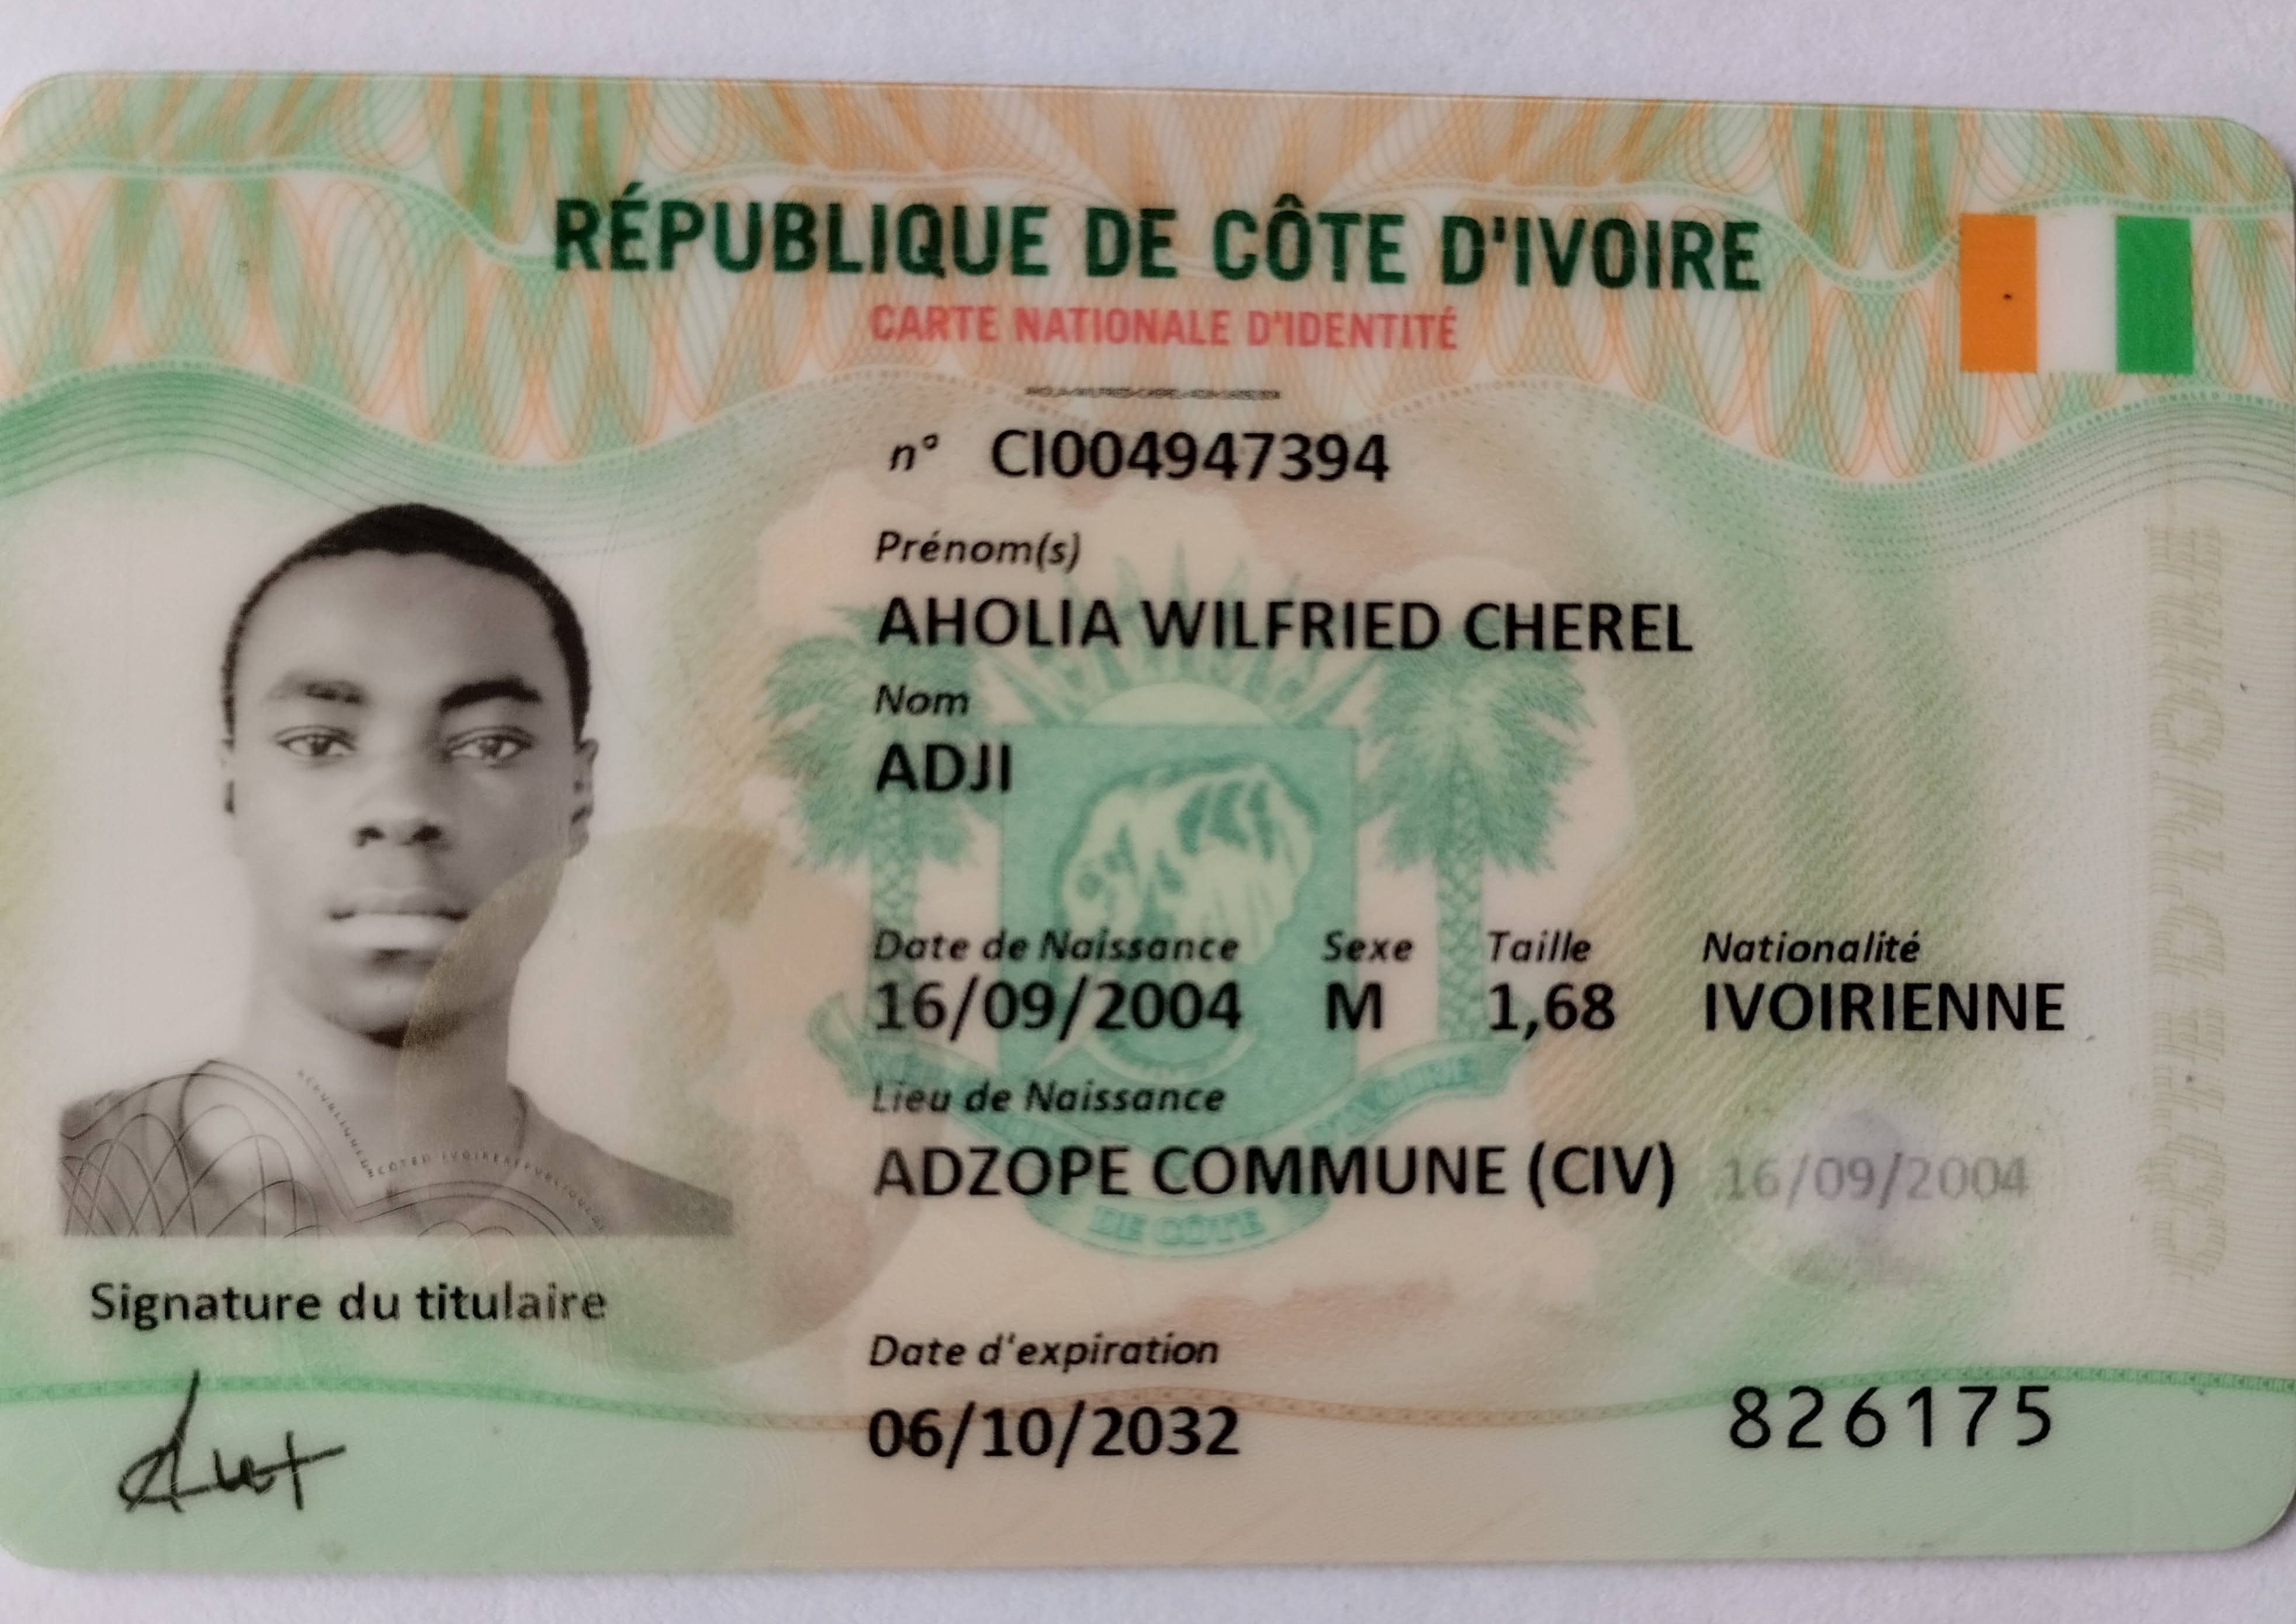 RÉPUBLIQUE DE CÔTE D'IVOIRE
CARTE NATIONALE D'IDENTITÉ
n° CI004947394
Prénom(s)
AHOLIA WILFRIED CHEREL
Nom
ADJI
Date de Naissance Sexe Taille Nationalité
16/09/2004 M 1,68 IVOIRIENNE
Lieu de Naissance
ADZOPE COMMUNE (CIV) 16/09/2004
DE CÔTE
Signature du titulaire
Date d'expiration
06/10/2032
826175